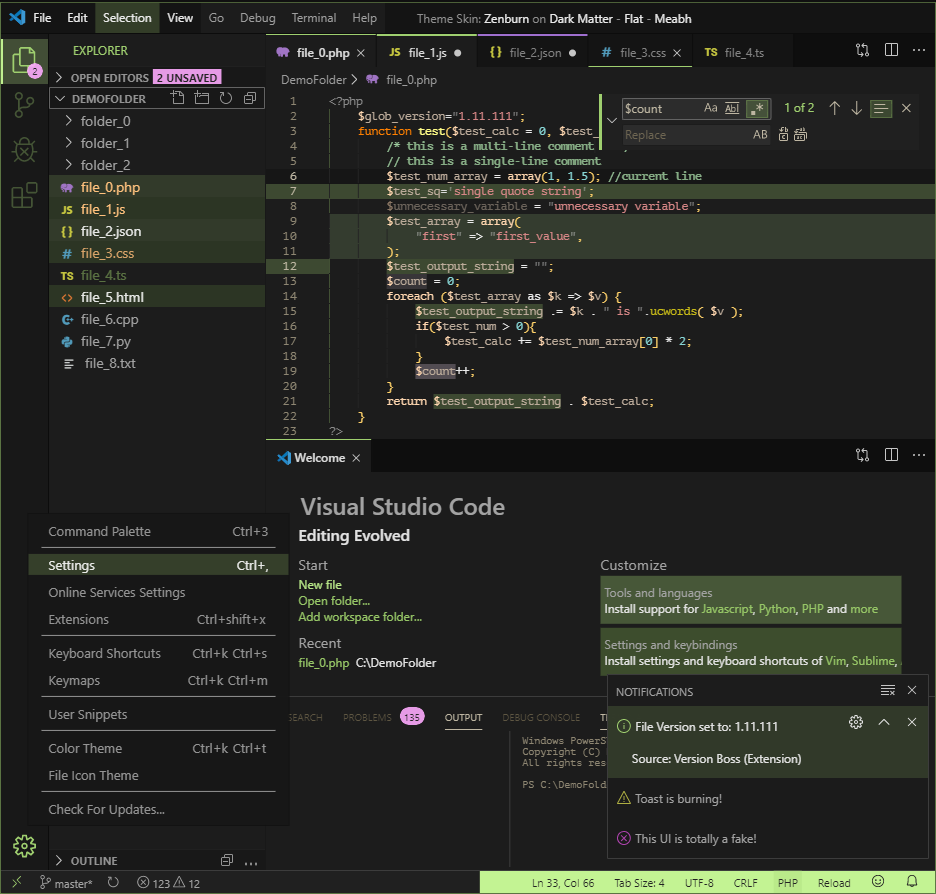 File Edit Selection View Go Debug Terminal Help Theme Skin: Zenburn on Dark Matter - Flat - Meabh
EXPLORER
2
OPEN EDITORS 2 UNSAVED
DEMOFOLDER
folder_0
folder_1
folder_2
file_0.php
JS file_1.js
{} file_2.json
# file_3.css
TS file_4.ts
<> file_5.html
file_6.cpp
file_7.py
file_8.txt
file_0.php × JS file_1.js ● {} file_2.json ● # file_3.css × TS file_4.ts
DemoFolder > file_0.php
1 <?php
2 $glob_version="1.11.111";
3 function test($test_calc = 0, $test_
4 /* this is a multi-line comment
5 // this is a single-line comment
6 $test_num_array = array(1, 1.5); //current line
7 $test_sq='single quote string';
8 $unnecessary_variable = "unnecessary variable";
9 $test_array = array(
10 "first" => "first_value",
11 );
12 $test_output_string = "";
13 $count = 0;
14 foreach ($test_array as $k => $v) {
15 $test_output_string .= $k . " is ".ucwords( $v );
16 if($test_num > 0){
17 $test_calc += $test_num_array[0] * 2;
18 }
19 $count++;
20 }
21 return $test_output_string . $test_calc;
22 }
23 ?>
$count Aa Abl .* 1 of 2
Replace AB
Welcome ×
Visual Studio Code
Editing Evolved
Start
New file
Open folder...
Add workspace folder...
Recent
file_0.php C:\DemoFolder
Customize
Tools and languages
Install support for Javascript, Python, PHP and more
Settings and keybindings
Install settings and keyboard shortcuts of Vim, Sublime,
Command Palette Ctrl+3
Settings Ctrl+,
Online Services Settings
Extensions Ctrl+shift+x
Keyboard Shortcuts Ctrl+k Ctrl+s
Keymaps Ctrl+k Ctrl+m
User Snippets
Color Theme Ctrl+k Ctrl+t
File Icon Theme
Check For Updates...
SEARCH PROBLEMS 135 OUTPUT DEBUG CONSOLE T
Windows PowerS
Copyright (C)
All rights res
PS C:\DemoFold
NOTIFICATIONS
File Version set to: 1.11.111
Source: Version Boss (Extension)
Toast is burning!
This UI is totally a fake!
OUTLINE ...
master* 123 12 Ln 33, Col 66 Tab Size: 4 UTF-8 CRLF PHP Reload